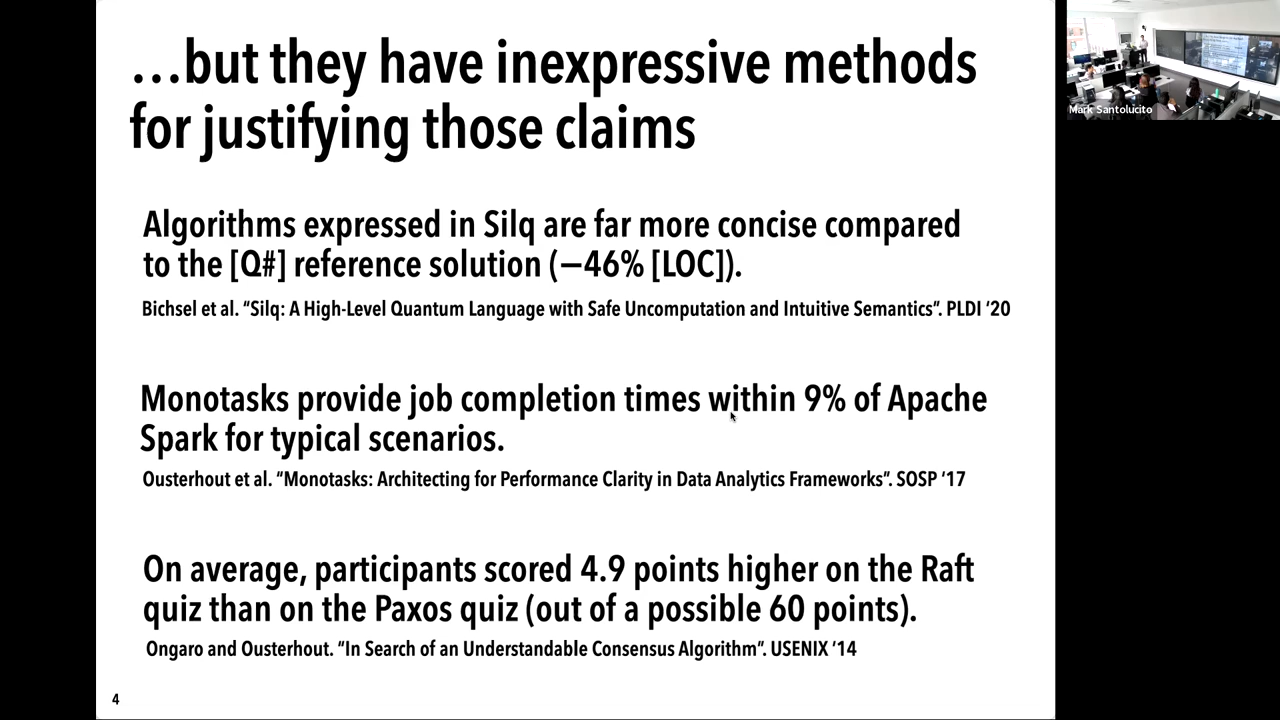 …but they have inexpressive methods
for justifying those claims
Algorithms expressed in Silq are far more concise compared
to the [Q#] reference solution (—46% [LOC]).
Bichsel et al. “Silq: A High-Level Quantum Language with Safe Uncomputation and Intuitive Semantics”. PLDI ‘20
Monotasks provide job completion times within 9% of Apache
Spark for typical scenarios.
Ousterhout et al. “Monotasks: Architecting for Performance Clarity in Data Analytics Frameworks”. SOSP ‘17
On average, participants scored 4.9 points higher on the Raft
quiz than on the Paxos quiz (out of a possible 60 points).
Ongaro and Ousterhout. “In Search of an Understandable Consensus Algorithm”. USENIX ‘14
4
Mark Santolucito